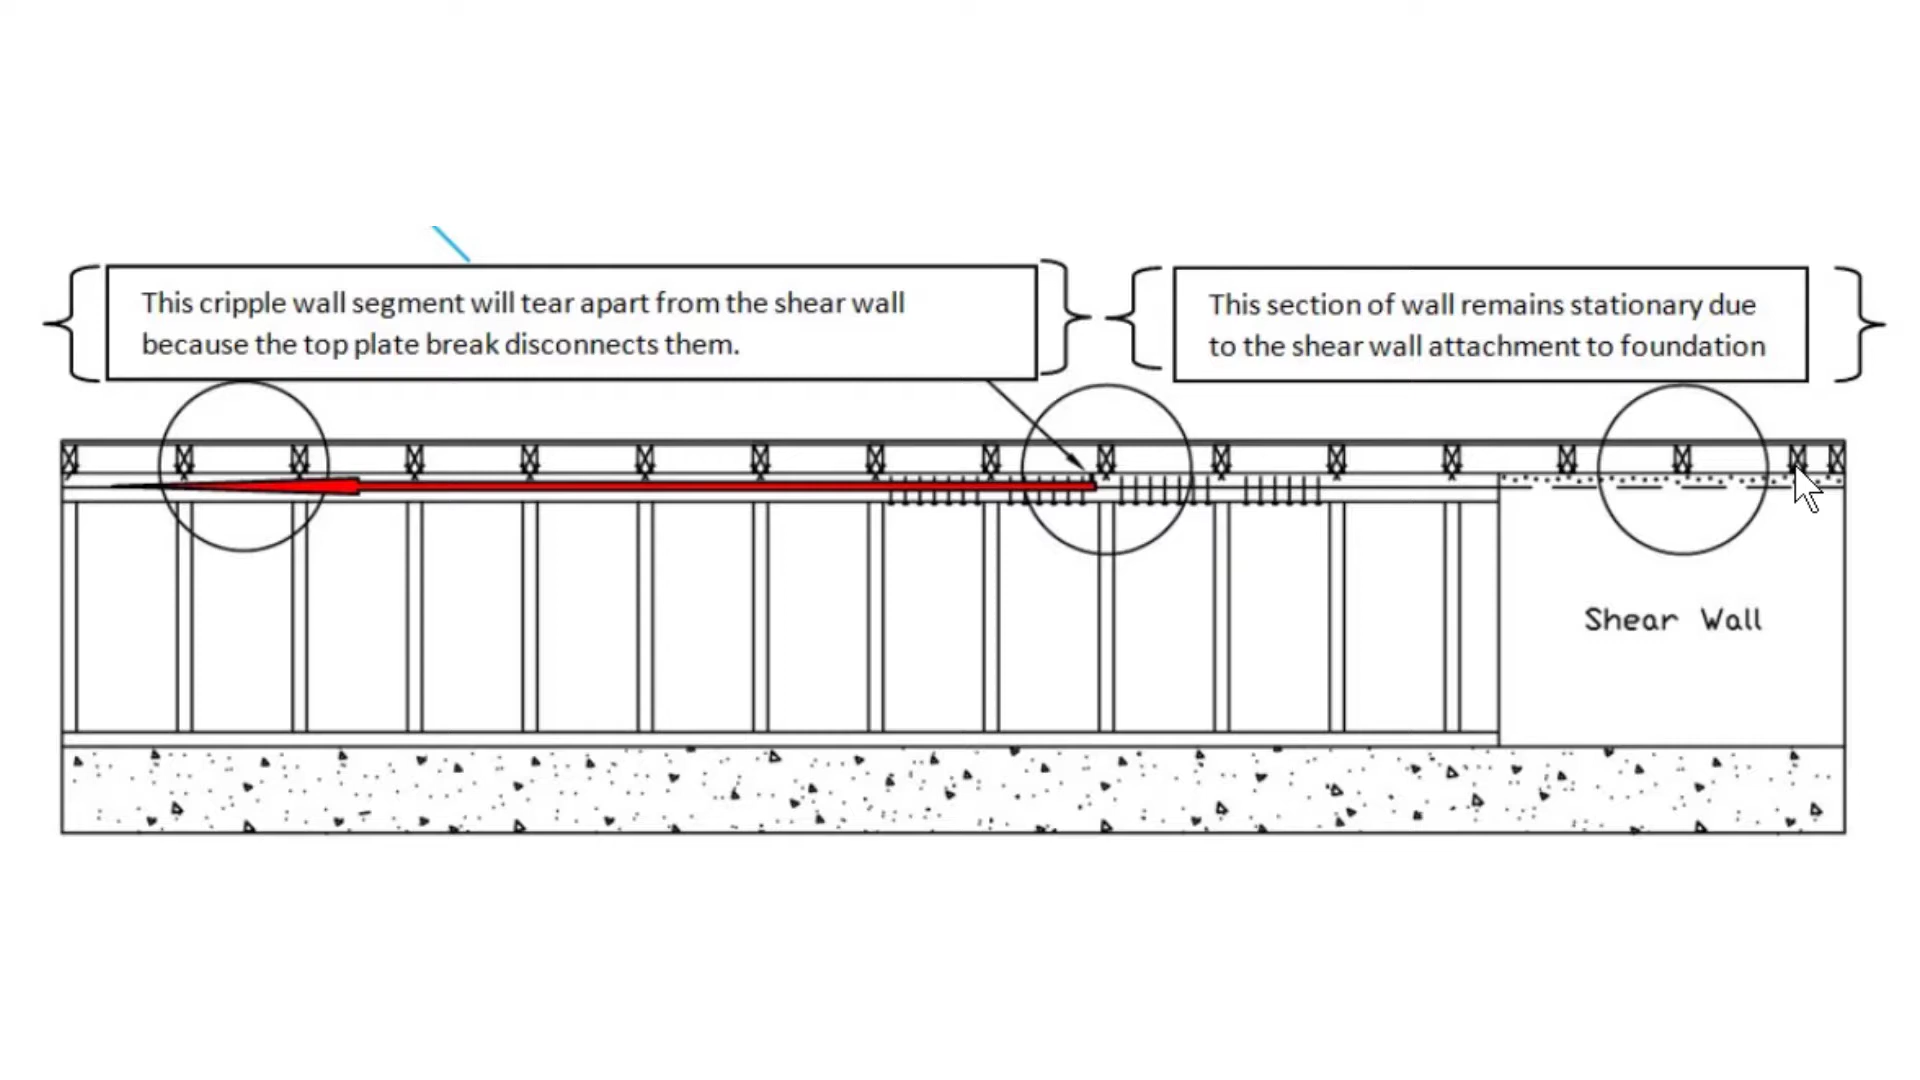 This cripple wall segment will tear apart from the shear wall
because the top plate break disconnects them.
This section of wall remains stationary due
to the shear wall attachment to foundation
Shear Wall